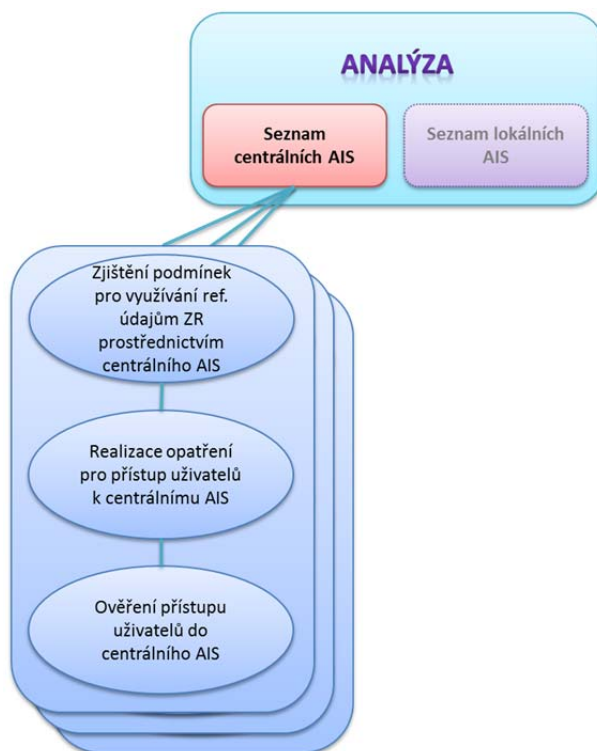 ANALÝZA
Seznam
centrálních AIS
Seznam lokálních
AIS
Zjištění podmínek
pro využívání ref.
údajům ZR
prostřednictvím
centrálního AIS
Realizace opatření
pro přístup uživatelů
k centrálnímu AIS
Ověření přístupu
uživatelů do
centrálního AIS